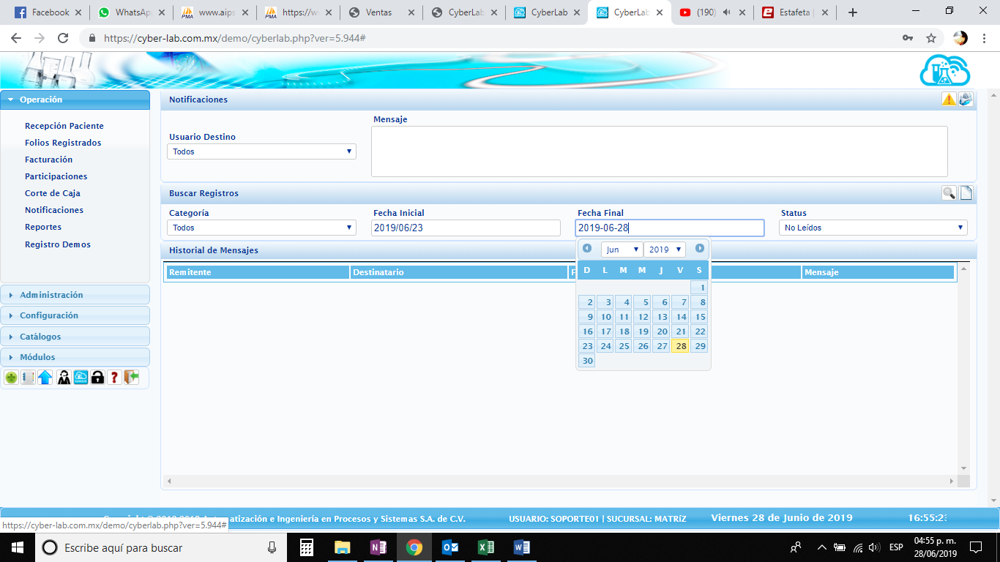 Facebook
WhatsAp
www.aips
https://w
Ventas
CyberLab
CyberLab
CyberLab
(190)
Estafeta |
https://cyber-lab.com.mx/demo/cyberlab.php?ver=5.944#
Operación
Recepción Paciente
Folios Registrados
Facturación
Participaciones
Corte de Caja
Notificaciones
Reportes
Registro Demos
Administración
Configuración
Catálogos
Módulos
Notificaciones
Mensaje
Usuario Destino
Todos
Buscar Registros
Categoría Fecha Inicial Fecha Final Status
Todos 2019/06/23 2019-06-28 No Leídos
Historial de Mensajes
Jun 2019
D L M M J V S
1
2 3 4 5 6 7 8
9 10 11 12 13 14 15
16 17 18 19 20 21 22
23 24 25 26 27 28 29
30
Remitente Destinatario F Mensaje
tización e Ingeniería en Procesos y Sistemas S.A. de C.V. USUARIO: SOPORTE01 | SUCURSAL: MATRíZ Viernes 28 de Junio de 2019 16:55:2
https://cyber-lab.com.mx/demo/cyberlab.php?ver=5.944#
Escribe aquí para buscar
ESP
04:55 p. m.
28/06/2019